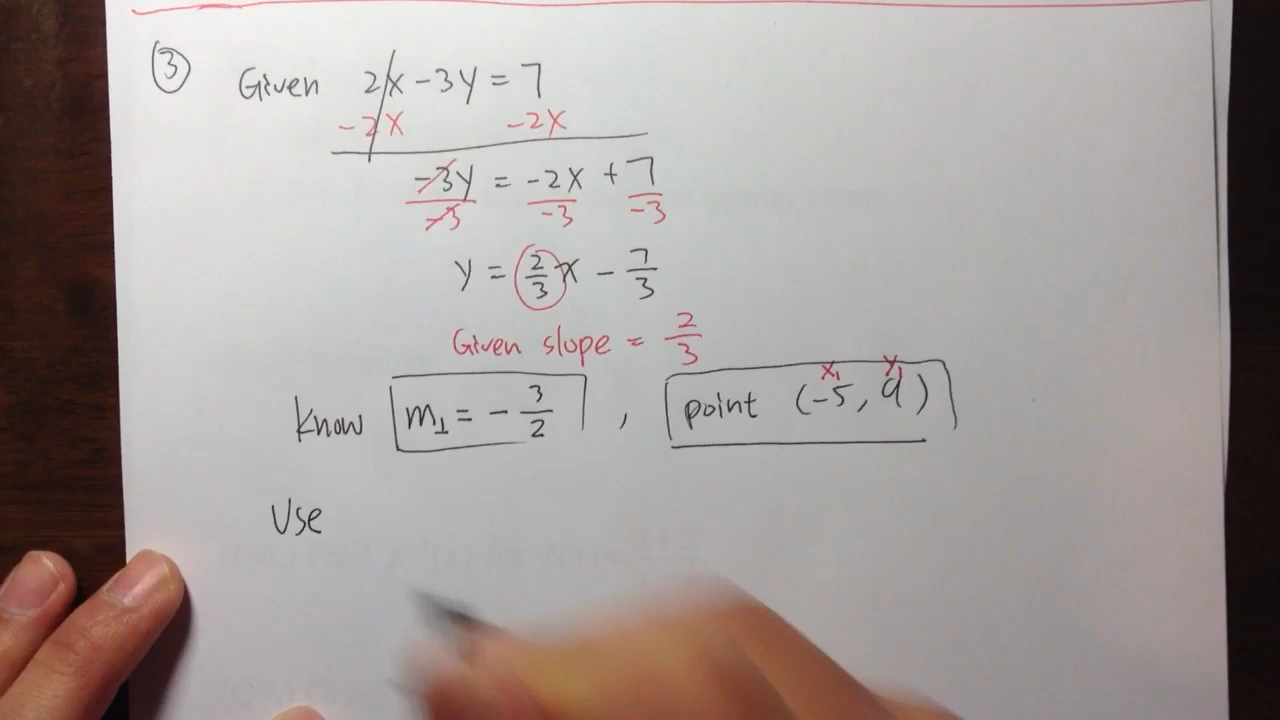 ③ Given 2x - 3y = 7
-2x -2x
-3y = -2x + 7
-3 -3 -3
y = 2/3 x - 7/3
Given slope = 2/3
x₁ y₁
Know m⊥ = - 3/2 , point (-5, 9)
Use